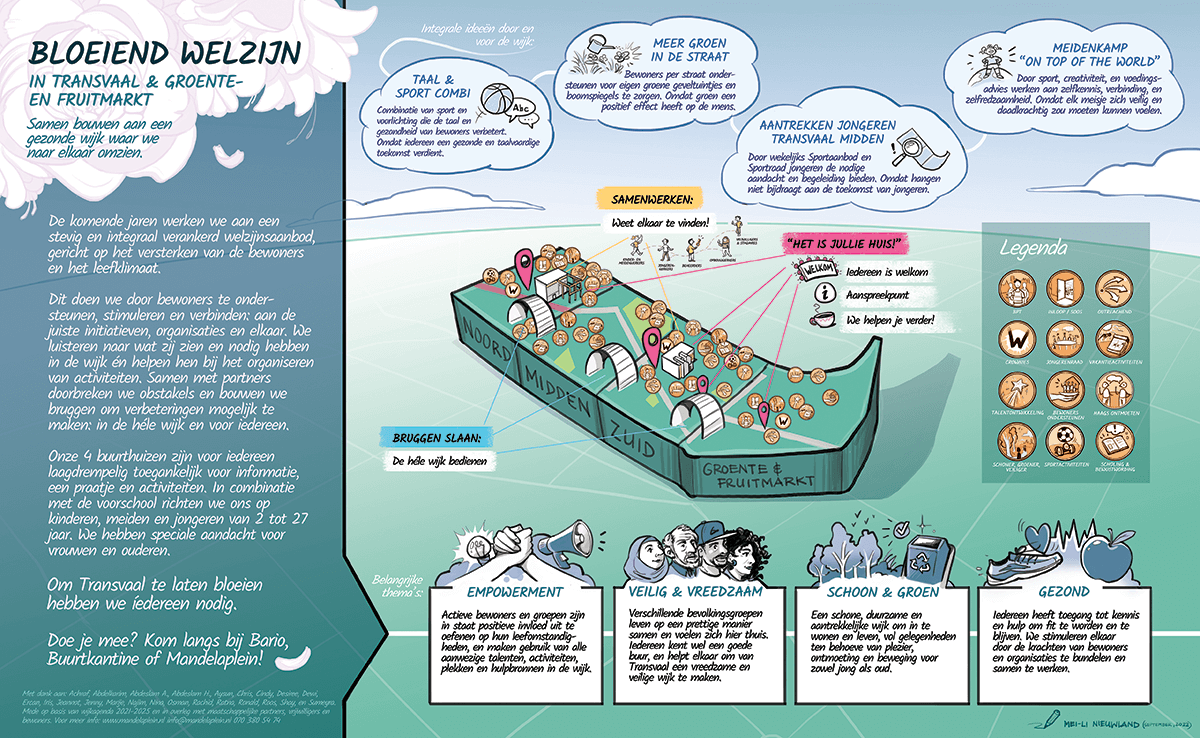 BLOEIEND WELZIJN
IN TRANSVAAL & GROENTE-
EN FRUITMARKT
Samen bouwen aan een
gezonde wijk waar we
naar elkaar omzien.
De komende jaren werken we aan een
stevig en integraal verankerd welzijnsaanbod,
gericht op het versterken van de bewoners
en het leefklimaat.
Dit doen we door bewoners te onder-
steunen, stimuleren en verbinden: aan de
juiste initiatieven, organisaties en elkaar. We
luisteren naar wat zij zien en nodig hebben
in de wijk én helpen hen bij het organiseren
van activiteiten. Samen met partners
doorbreken we obstakels en bouwen we
bruggen om verbeteringen mogelijk te
maken: in de héle wijk en voor iedereen.
Onze 4 buurthuizen zijn voor iedereen
laagdrempelig toegankelijk voor informatie,
een praatje en activiteiten. In combinatie
met de voorschool richten we ons op
kinderen, meiden en jongeren van 2 tot 27
jaar. We hebben speciale aandacht voor
vrouwen en ouderen.
Om Transvaal te laten bloeien
hebben we íedereen nodig.
Doe je mee? Kom langs bij Bario,
Buurtkantine of Mandelaplein!
Met dank aan: Achraf, Abdelkarim, Abdeslam A., Abdeslam H., Aysun, Chris, Cindy, Desiree, Dewi,
Ercan, Iris, Jeannot, Jenny, Marije, Najim, Nina, Osman, Rachid, Ratria, Ronald, Roos, Shay, en Sumeyra.
Mede op basis van wijkagenda 2021-2025 en in overleg met maatschappelijke partners, vrijwilligers en
bewoners. Voor meer info: www.mandelaplein.nl info@mandelaplein.nl 070 380 54 74
Integrale ideeën door en
voor de wijk:
TAAL &
SPORT COMBI
Abc
Combinatie van sport en
voorlichting die de taal en
gezondheid van bewoners verbetert.
Omdat iedereen een gezonde en taalvaardige
toekomst verdient.
MEER GROEN
IN DE STRAAT
Bewoners per straat onder-
steunen voor eigen groene geveltuintjes en
boomspiegels te zorgen. Omdat groen een
positief effect heeft op de mens.
AANTREKKEN JONGEREN
TRANSVAAL MIDDEN
Door wekelijks Sportaanbod en
Sportraad jongeren de nodige
aandacht en begeleiding bieden. Omdat hangen
niet bijdraagt aan de toekomst van jongeren.
MEIDENKAMP
"ON TOP OF THE WORLD"
Door sport, creativiteit, en voedings-
advies werken aan zelfkennis, verbinding, en
zelfredzaamheid. Omdat elk meisje zich veilig en
daadkrachtig zou moeten kunnen voelen.
SAMENWERKEN:
Weet elkaar te vinden!
"HET IS JULLIE HUIS!"
WELKOM
Iedereen is welkom
i
Aanspreekpunt
We helpen je verder!
W
W
W
NOORD
MIDDEN
ZUID
GROENTE &
FRUITMARKT
BRUGGEN SLAAN:
De héle wijk bedienen
Legenda
SPT
INLOOP / SOOS
OUTREACHEND
W
CROWHUIS
JONGERENRAAD
VAKANTIEACTIVITEITEN
TALENTONTWIKKELING
BEWONERS
ONDERSTEUNEN
HAAGS ONTMOETEN
SCHONER, GROENER,
VEILIGER
SPORTACTIVITEITEN
SCHOLING &
BEWUSTWORDING
Belangrijke
thema's:
EMPOWERMENT
Actieve bewoners en groepen zijn
in staat positieve invloed uit te
oefenen op hun leefomstandig-
heden, en maken gebruik van alle
aanwezige talenten, activiteiten,
plekken en hulpbronnen in de wijk.
VEILIG & VREEDZAAM
Verschillende bevolkingsgroepen
leven op een prettige manier
samen en voelen zich hier thuis.
Iedereen kent wel een goede
buur, en helpt elkaar om van
Transvaal een vreedzame en
veilige wijk te maken.
SCHOON & GROEN
Een schone, duurzame en
aantrekkelijke wijk om in te
wonen en leven, vol gelegenheden
ten behoeve van plezier,
ontmoeting en beweging voor
zowel jong als oud.
GEZOND
Iedereen heeft toegang tot kennis
en hulp om fit te worden en te
blijven. We stimuleren elkaar
door de krachten van bewoners
en organisaties te bundelen en
samen te werken.
MEI-LI NIEUWLAND (SEPTEMBER, 2022)